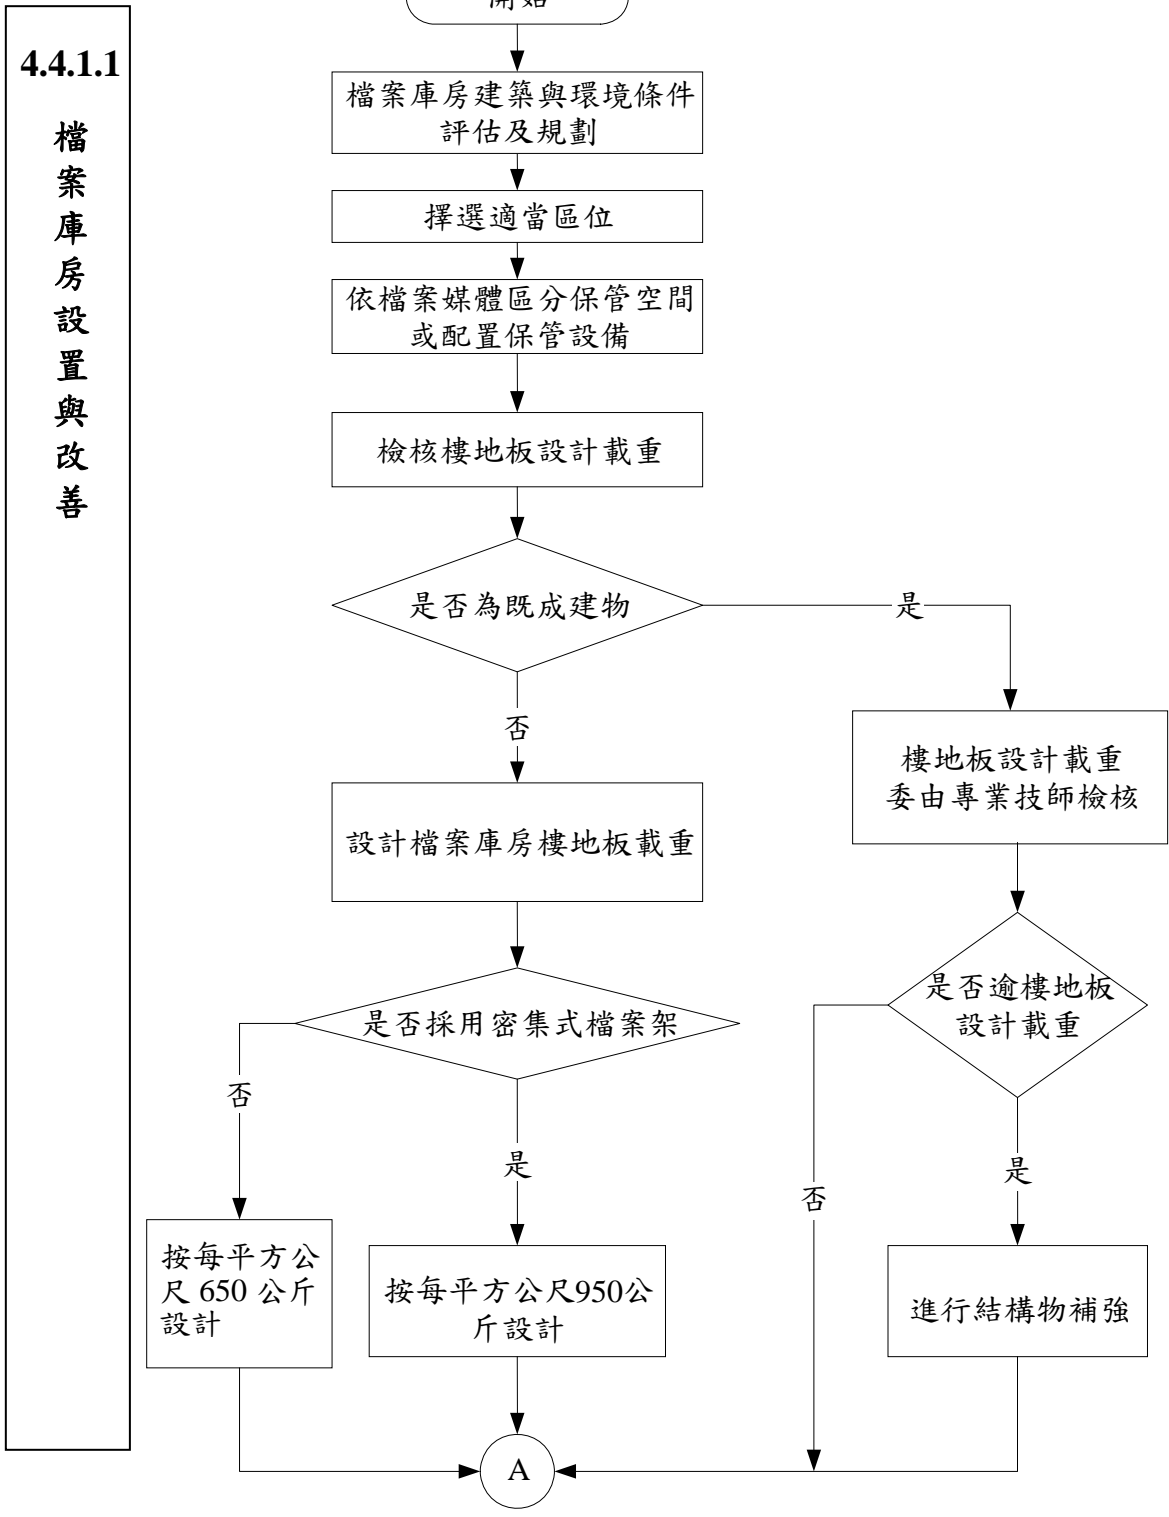 4.4.1.1
檔案庫房設置與改善
開始
檔案庫房建築與環境條件
評估及規劃
擇選適當區位
依檔案媒體區分保管空間
或配置保管設備
檢核樓地板設計載重
是否為既成建物
是
否
樓地板設計載重
委由專業技師檢核
設計檔案庫房樓地板載重
是否逾樓地板
設計載重
是否採用密集式檔案架
否
是
是
否
按每平方公
尺 650 公斤
設計
按每平方公尺950公
斤設計
進行結構物補強
A